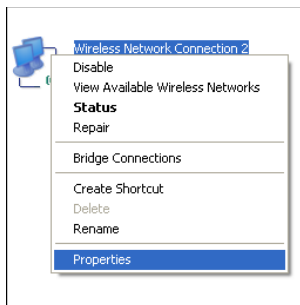 Wireless Network Connection 2
Disable
View Available Wireless Networks
Status
Repair
Bridge Connections
Create Shortcut
Delete
Rename
Properties